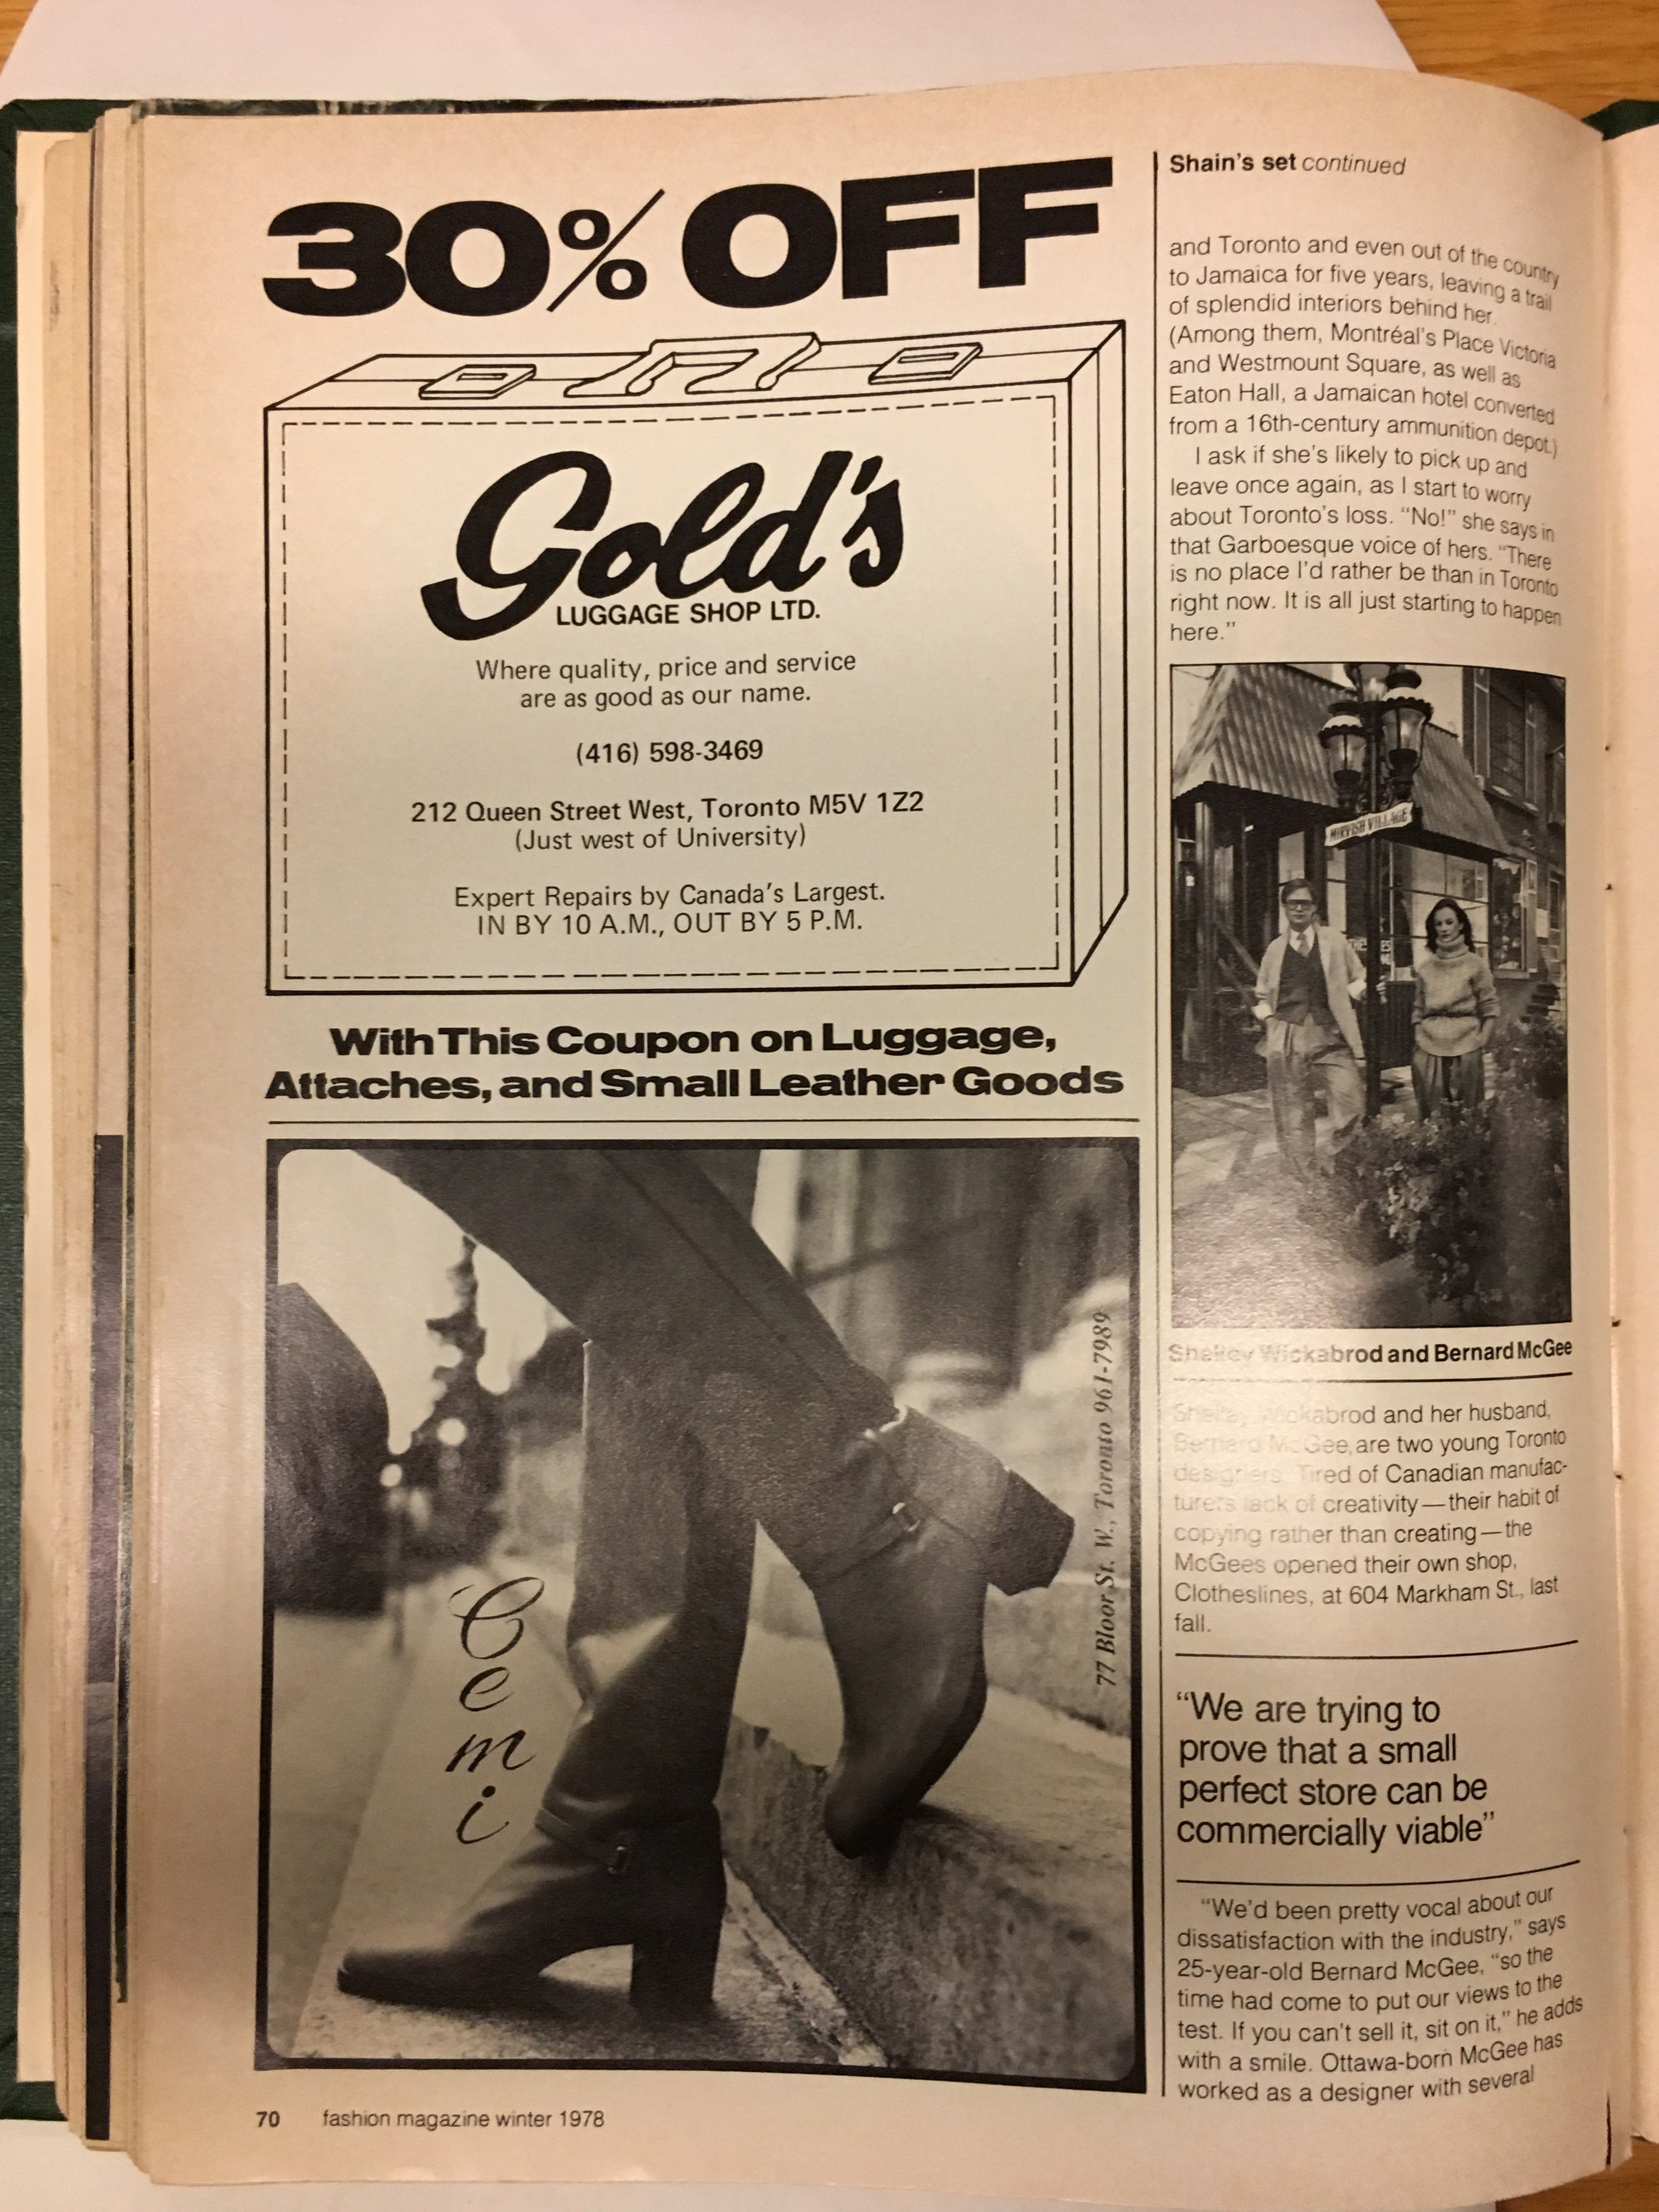 30% OFF
Gold's
LUGGAGE SHOP LTD.
Where quality, price and service
are as good as our name.
(416) 598-3469
212 Queen Street West, Toronto M5V 1Z2
(Just west of University)
Expert Repairs by Canada's Largest.
IN BY 10 A.M., OUT BY 5 P.M.
With This Coupon on Luggage,
Attaches, and Small Leather Goods
Cemi
77 Bloor St. W., Toronto 961-7989
70 fashion magazine winter 1978
Shain's set continued
and Toronto and even out of the country
to Jamaica for five years, leaving a trail
of splendid interiors behind her.
(Among them, Montréal's Place Victoria
and Westmount Square, as well as
Eaton Hall, a Jamaican hotel converted
from a 16th-century ammunition depot.)
I ask if she's likely to pick up and
leave once again, as I start to worry
about Toronto's loss. “No!” she says in
that Garboesque voice of hers. “There
is no place I'd rather be than in Toronto
right now. It is all just starting to happen
here.”
MIRVISH VILLAGE
Shelley Wickabrod and Bernard McGee
Shelley Wickabrod and her husband,
Bernard McGee, are two young Toronto
designers. Tired of Canadian manufac-
turers lack of creativity—their habit of
copying rather than creating—the
McGees opened their own shop,
Clotheslines, at 604 Markham St., last
fall.
“We are trying to
prove that a small
perfect store can be
commercially viable”
“We'd been pretty vocal about our
dissatisfaction with the industry,” says
25-year-old Bernard McGee, “so the
time had come to put our views to the
test. If you can't sell it, sit on it,” he adds
with a smile. Ottawa-born McGee has
worked as a designer with several